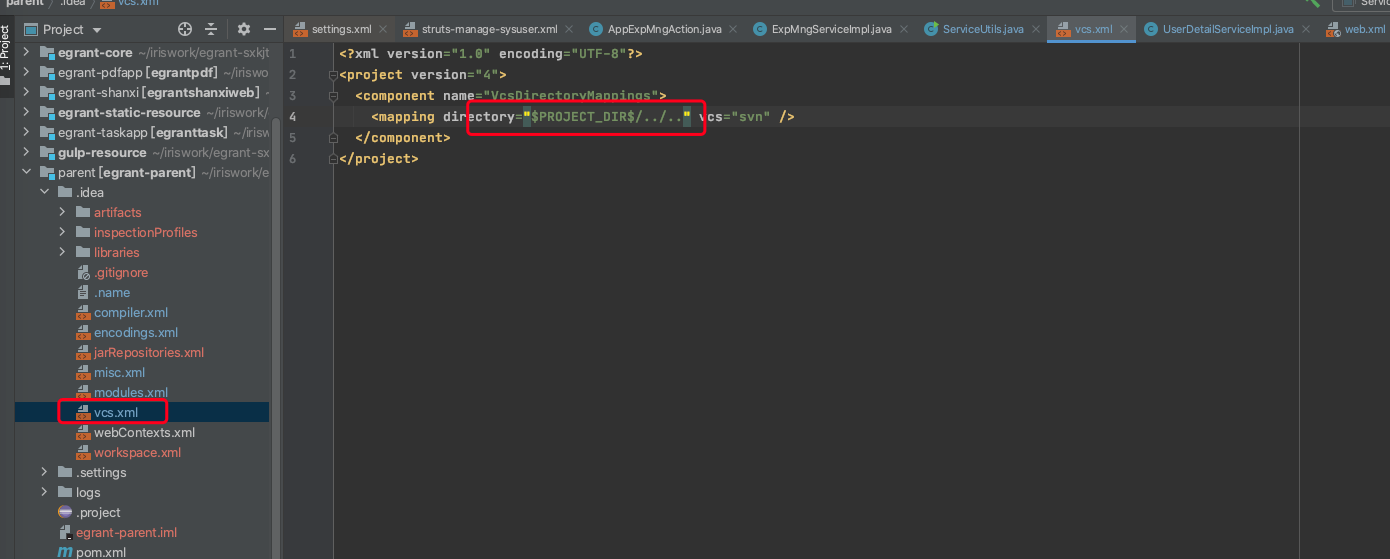 parent / .idea / vcs.xml
Project
settings.xml struts-manage-sysuser.xml AppExpMngAction.java ExpMngServiceImpl.java ServiceUtils.java vcs.xml UserDetailServiceImpl.java web.xml
1: Project
egrant-core ~/iriswork/egrant-sxkjt
egrant-pdfapp [egrantpdf] ~/iriswo
egrant-shanxi [egrantshanxiweb]
egrant-static-resource ~/iriswork/
egrant-taskapp [egranttask] ~/irisw
gulp-resource ~/iriswork/egrant-sx
parent [egrant-parent] ~/iriswork/e
.idea
artifacts
inspectionProfiles
libraries
.gitignore
.name
compiler.xml
encodings.xml
jarRepositories.xml
misc.xml
modules.xml
vcs.xml
webContexts.xml
workspace.xml
.settings
logs
.project
egrant-parent.iml
pom.xml
1 <?xml version="1.0" encoding="UTF-8"?>
2 <project version="4">
3 <component name="VcsDirectoryMappings">
4 <mapping directory="$PROJECT_DIR$/../.." vcs="svn" />
5 </component>
6 </project>